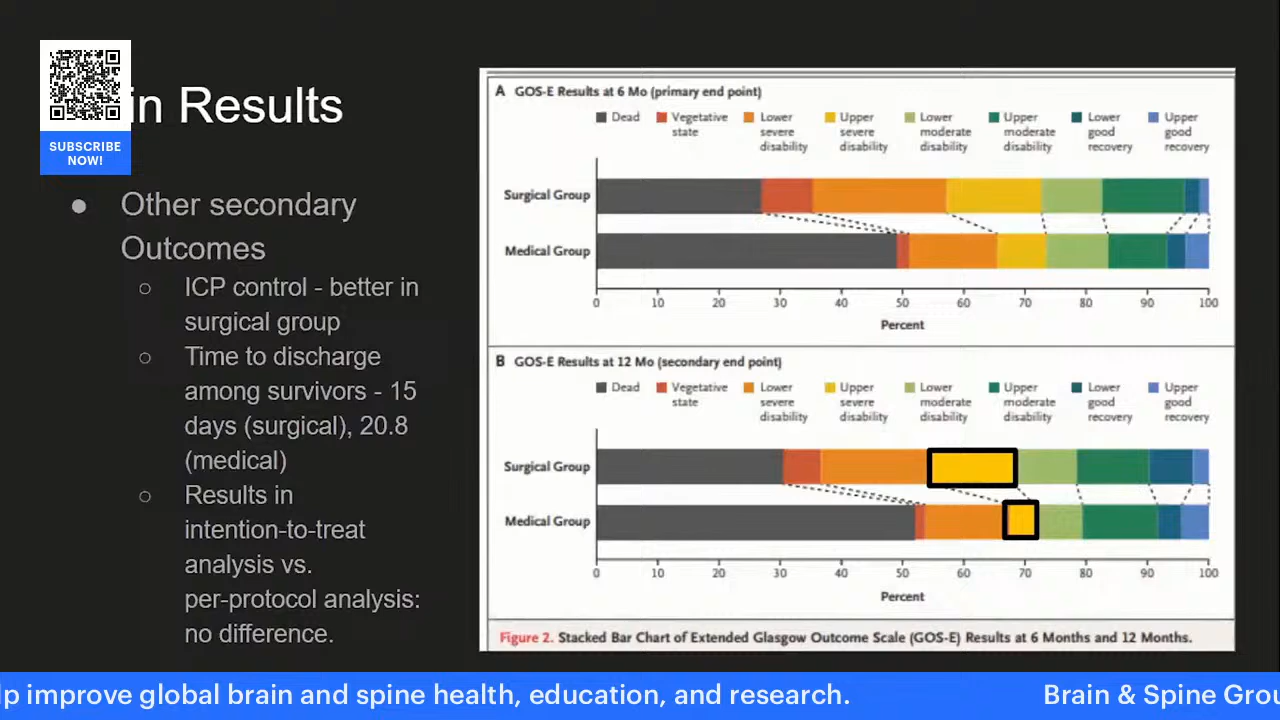 in Results
SUBSCRIBE
NOW!
● Other secondary
Outcomes
○ ICP control - better in
surgical group
○ Time to discharge
among survivors - 15
days (surgical), 20.8
(medical)
○ Results in
intention-to-treat
analysis vs.
per-protocol analysis:
no difference.
A GOS-E Results at 6 Mo (primary end point)
Dead Vegetative Lower Upper Lower Upper Lower Upper
state severe severe moderate moderate good good
disability disability disability disability recovery recovery
Surgical Group
Medical Group
0 10 20 30 40 50 60 70 80 90 100
Percent
B GOS-E Results at 12 Mo (secondary end point)
Dead Vegetative Lower Upper Lower Upper Lower Upper
state severe severe moderate moderate good good
disability disability disability disability recovery recovery
Surgical Group
Medical Group
0 10 20 30 40 50 60 70 80 90 100
Percent
Figure 2. Stacked Bar Chart of Extended Glasgow Outcome Scale (GOS-E) Results at 6 Months and 12 Months.
lp improve global brain and spine health, education, and research. Brain & Spine Grou